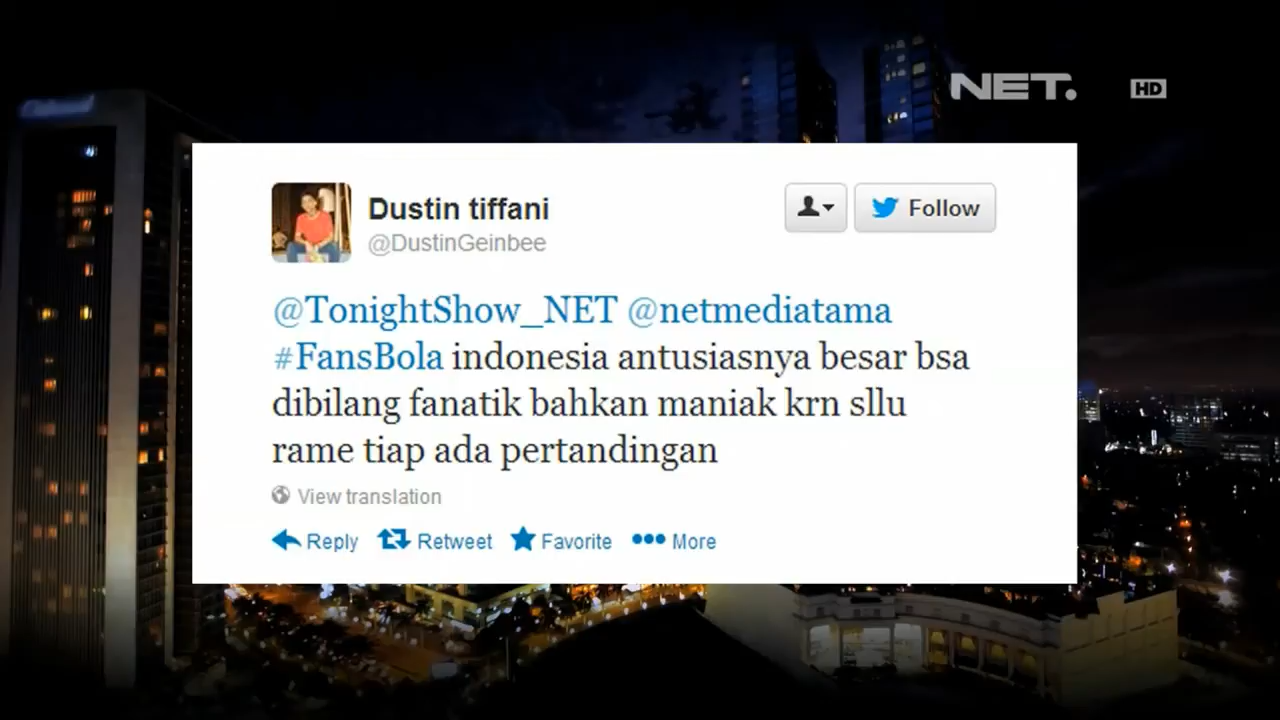 NET. HD
Dustin tiffani
@DustinGeinbee
Follow
@TonightShow_NET @netmediatama
#FansBola indonesia antusiasnya besar bsa
dibilang fanatik bahkan maniak krn sllu
rame tiap ada pertandingan
View translation
Reply Retweet Favorite More